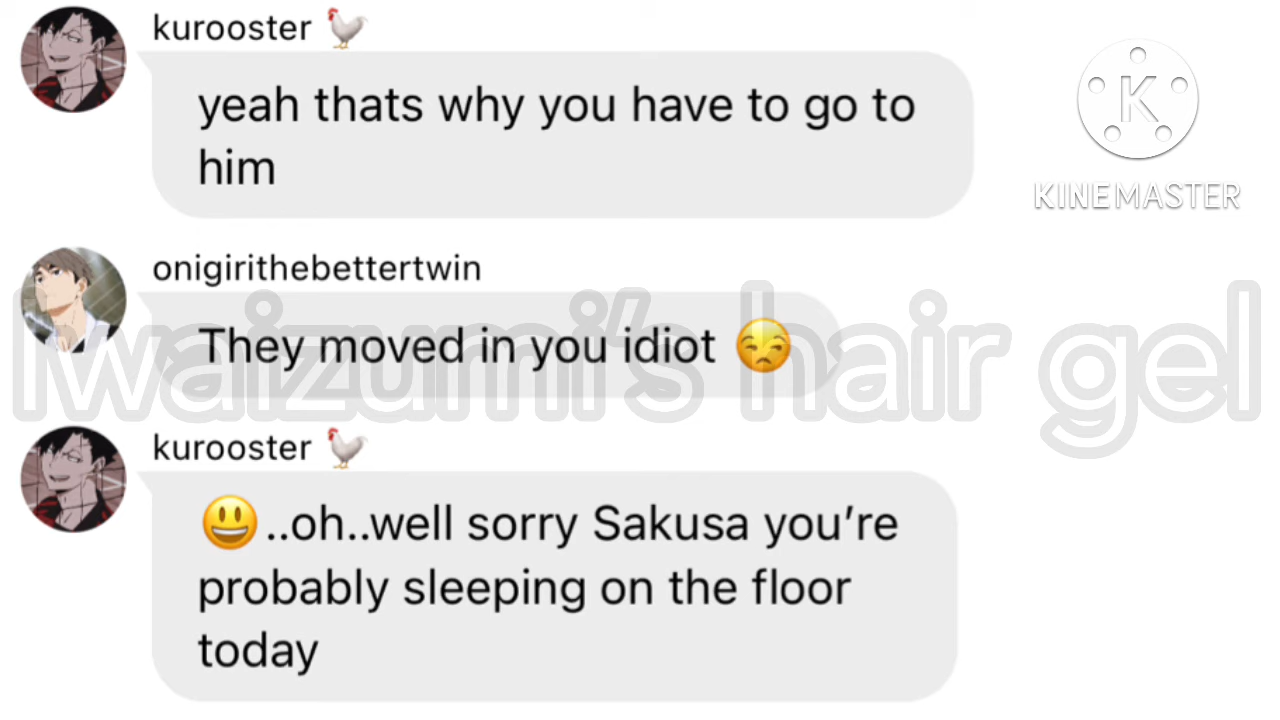 kurooster 🐓
yeah thats why you have to go to
him
K
KINEMASTER
onigirithebettertwin
They moved in you idiot 😒
Iwaizumi's hair gel
kurooster 🐓
😃..oh..well sorry Sakusa you’re
probably sleeping on the floor
today